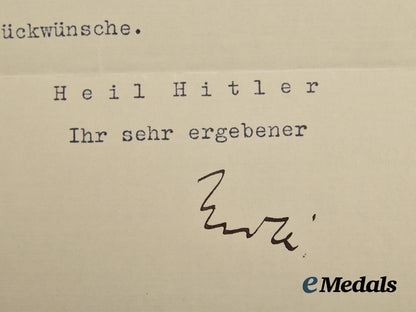 ückwünsche.
Heil Hitler
Ihr sehr ergebener
eMedals